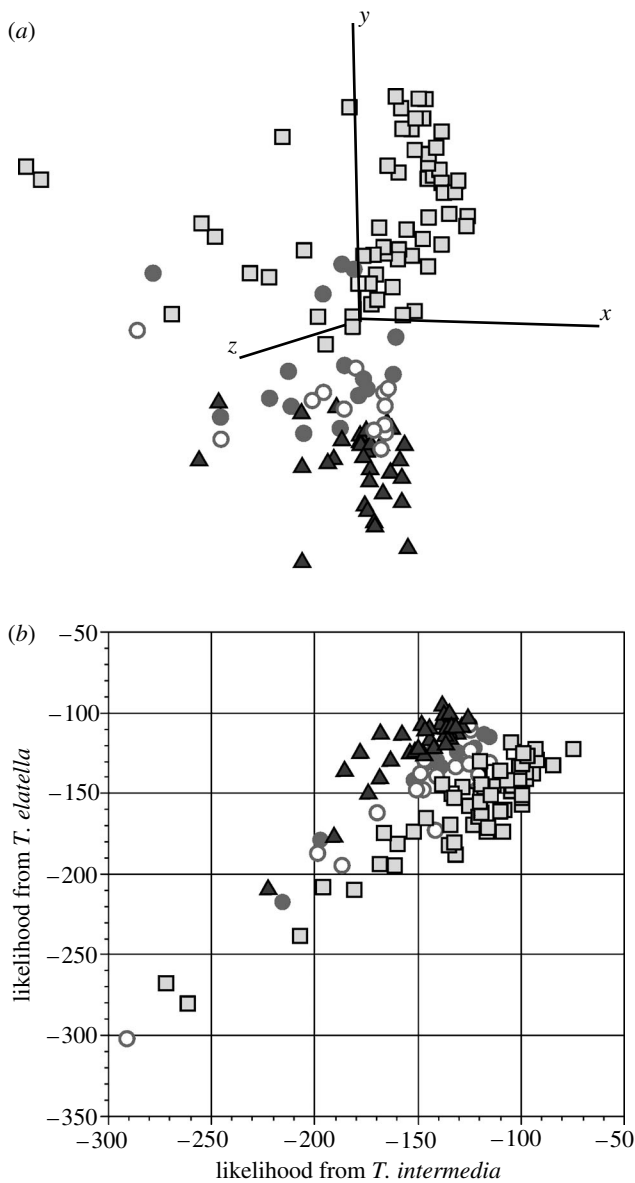 (a)
y
x
z
(b)
−50
−100
−150
−200
−250
−300
−350
likelihood from T. elatella
−300 −250 −200 −150 −100 −50
likelihood from T. intermedia